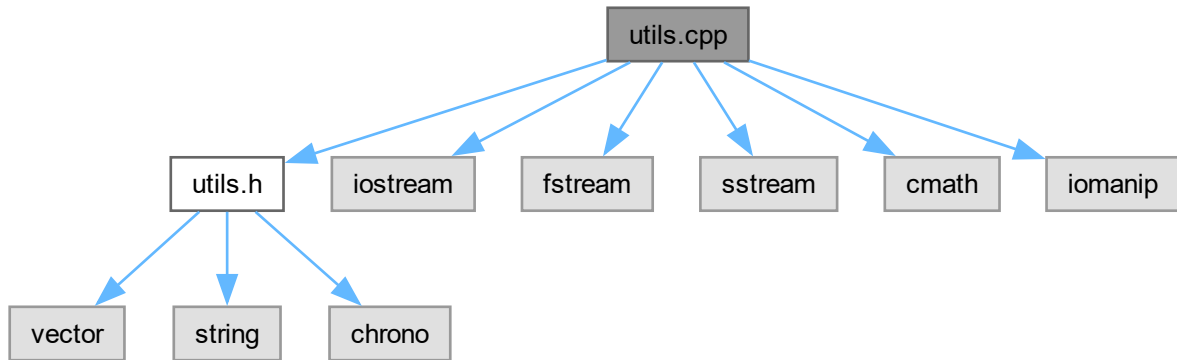 utils.cpp
utils.h
iostream
fstream
sstream
cmath
iomanip
vector
string
chrono